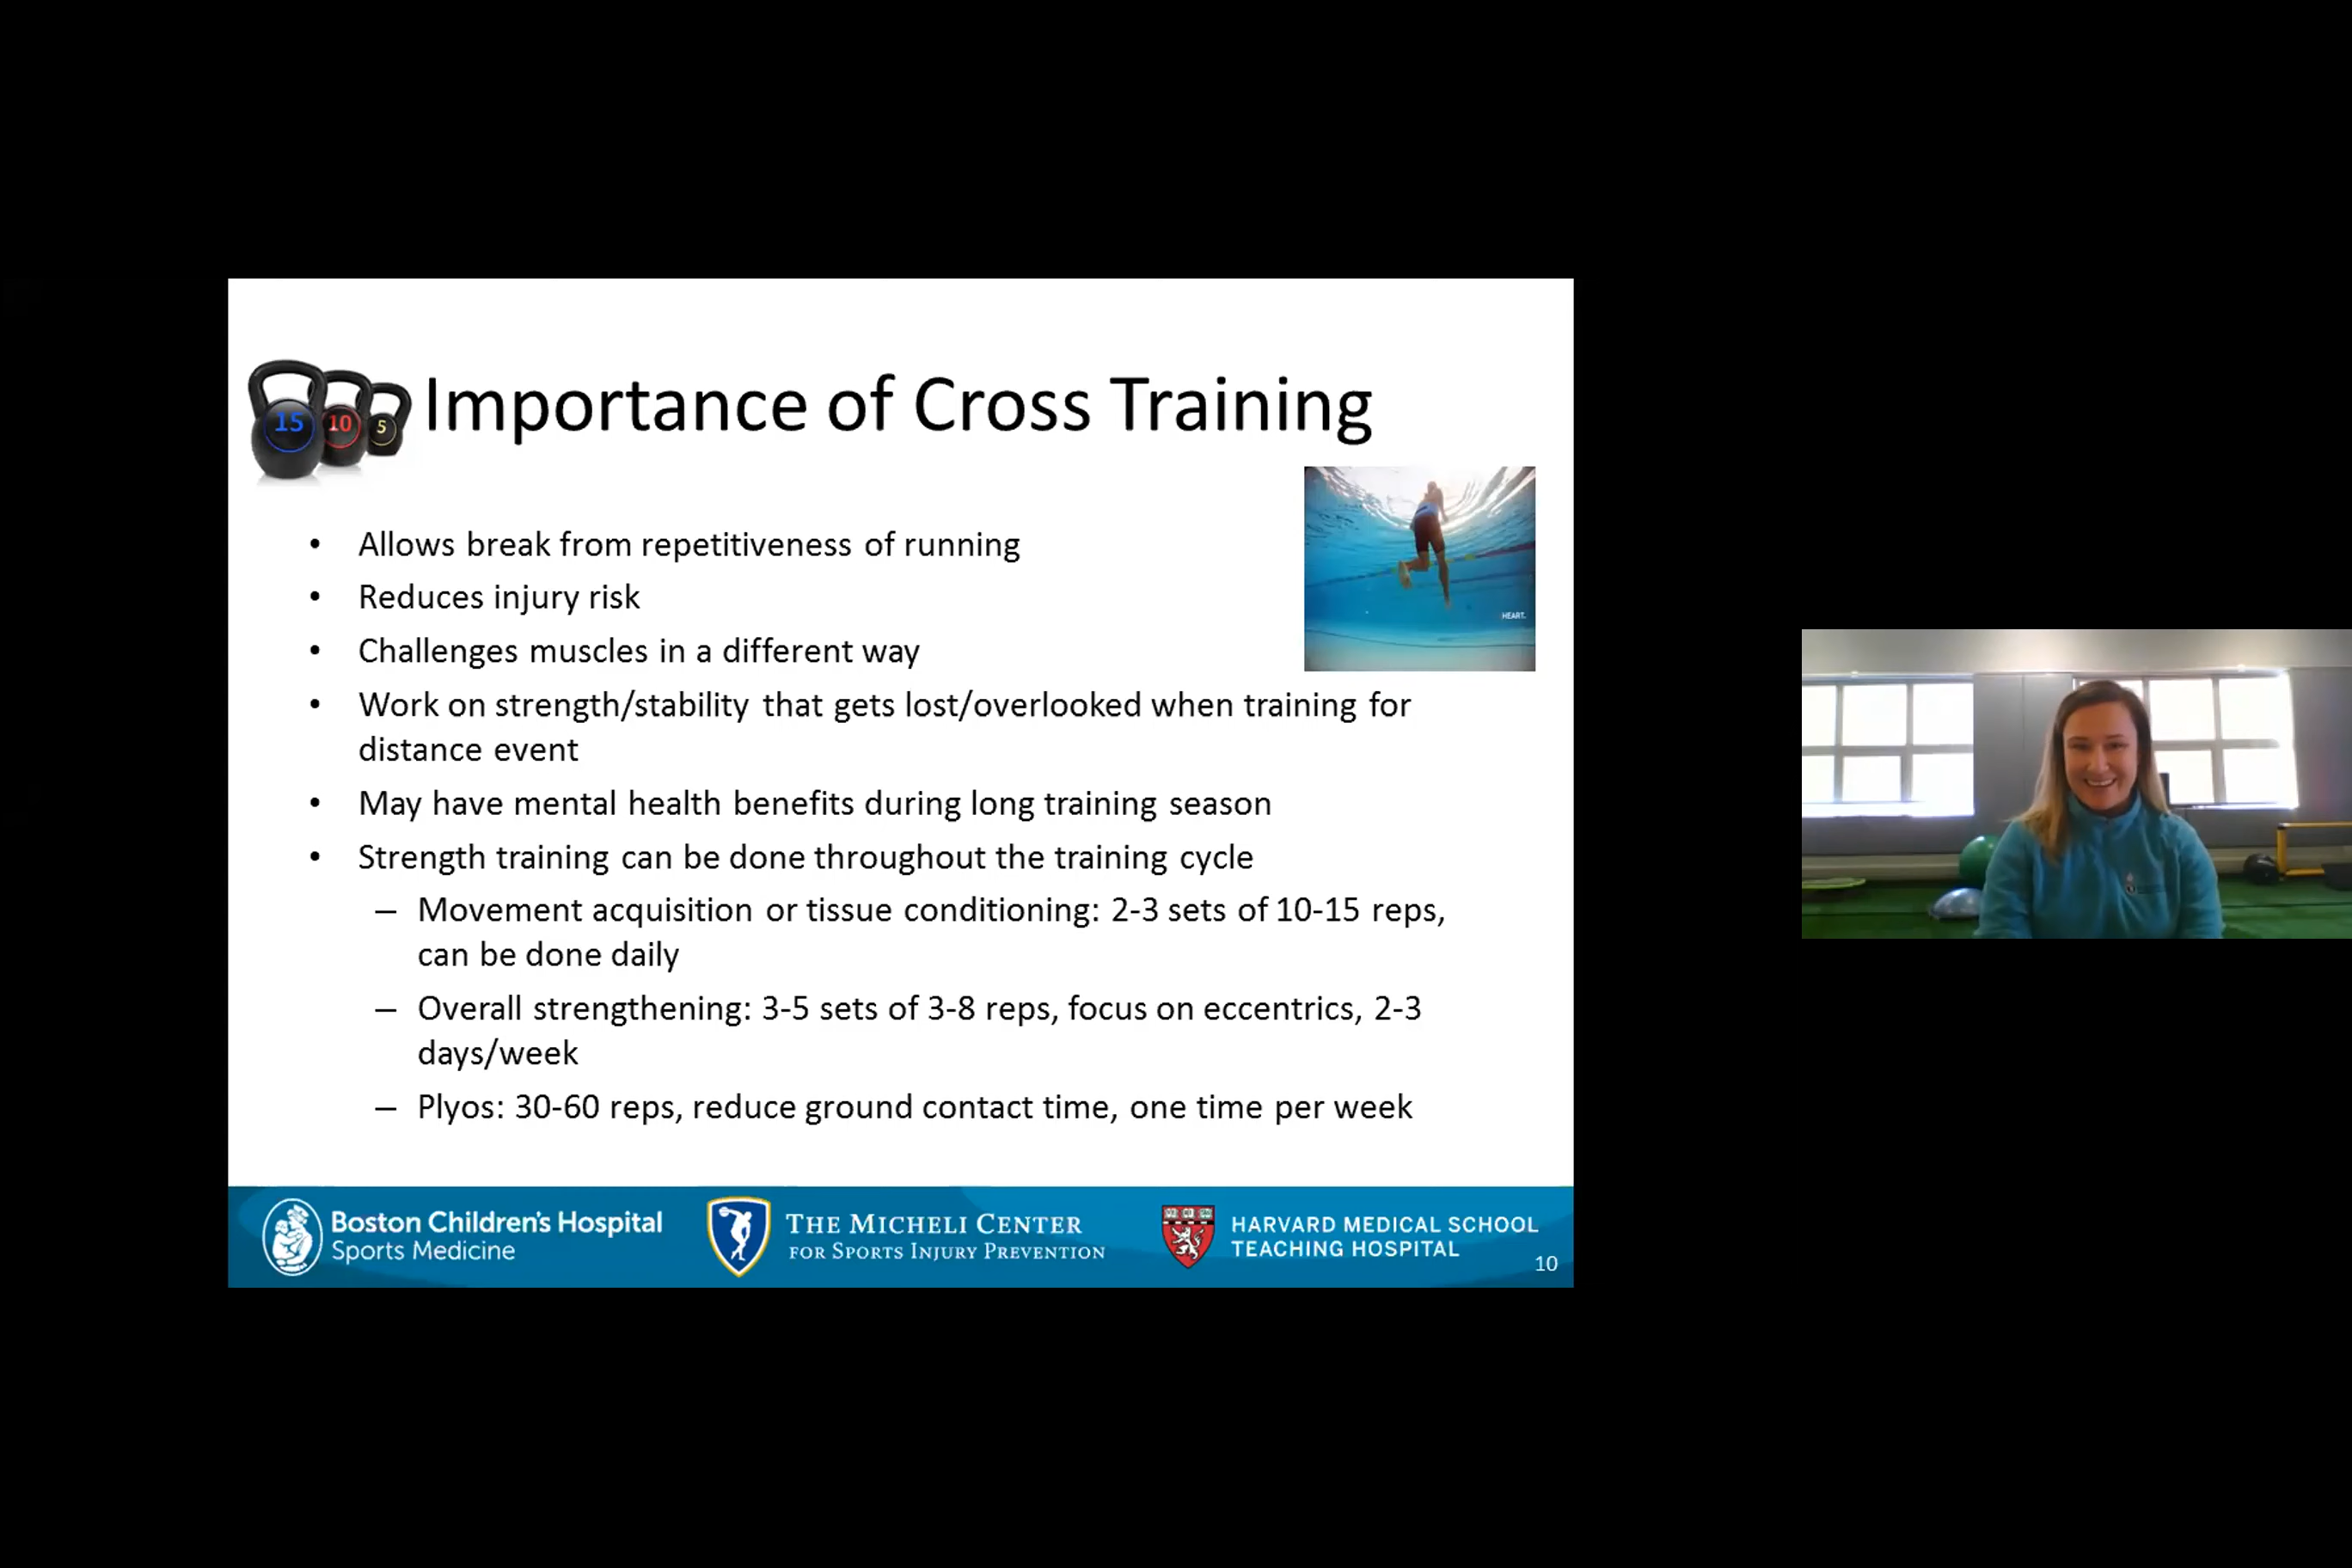 15 10 5
Importance of Cross Training
HEART.
• Allows break from repetitiveness of running
• Reduces injury risk
• Challenges muscles in a different way
• Work on strength/stability that gets lost/overlooked when training for
distance event
• May have mental health benefits during long training season
• Strength training can be done throughout the training cycle
– Movement acquisition or tissue conditioning: 2-3 sets of 10-15 reps,
can be done daily
– Overall strengthening: 3-5 sets of 3-8 reps, focus on eccentrics, 2-3
days/week
– Plyos: 30-60 reps, reduce ground contact time, one time per week
Boston Children's Hospital
Sports Medicine
THE MICHELI CENTER
FOR SPORTS INJURY PREVENTION
HARVARD MEDICAL SCHOOL
TEACHING HOSPITAL
10